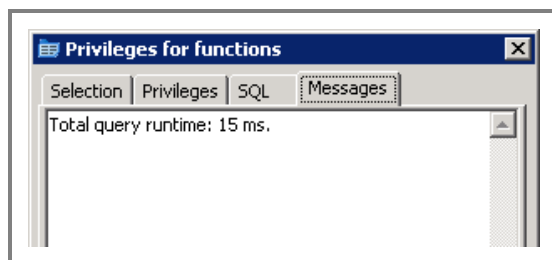 Privileges for functions
Selection Privileges SQL Messages
Total query runtime: 15 ms.